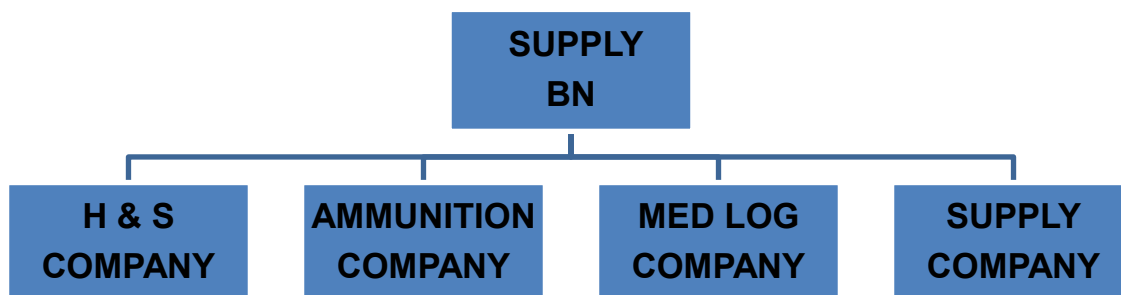 SUPPLY
BN
H & S
COMPANY
AMMUNITION
COMPANY
MED LOG
COMPANY
SUPPLY
COMPANY